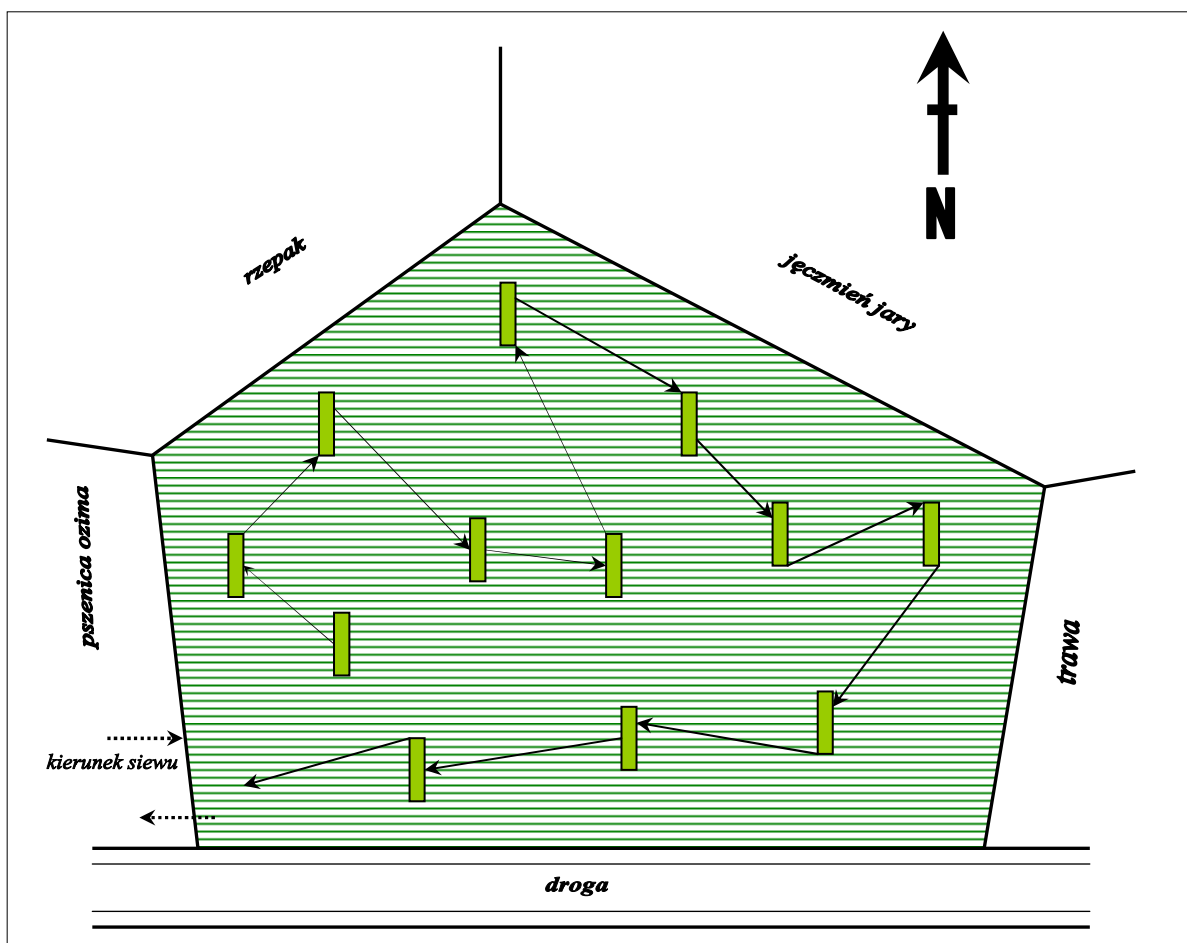 N
rzepak
jęczmień jary
pszenica ozima
trawa
kierunek siewu
droga